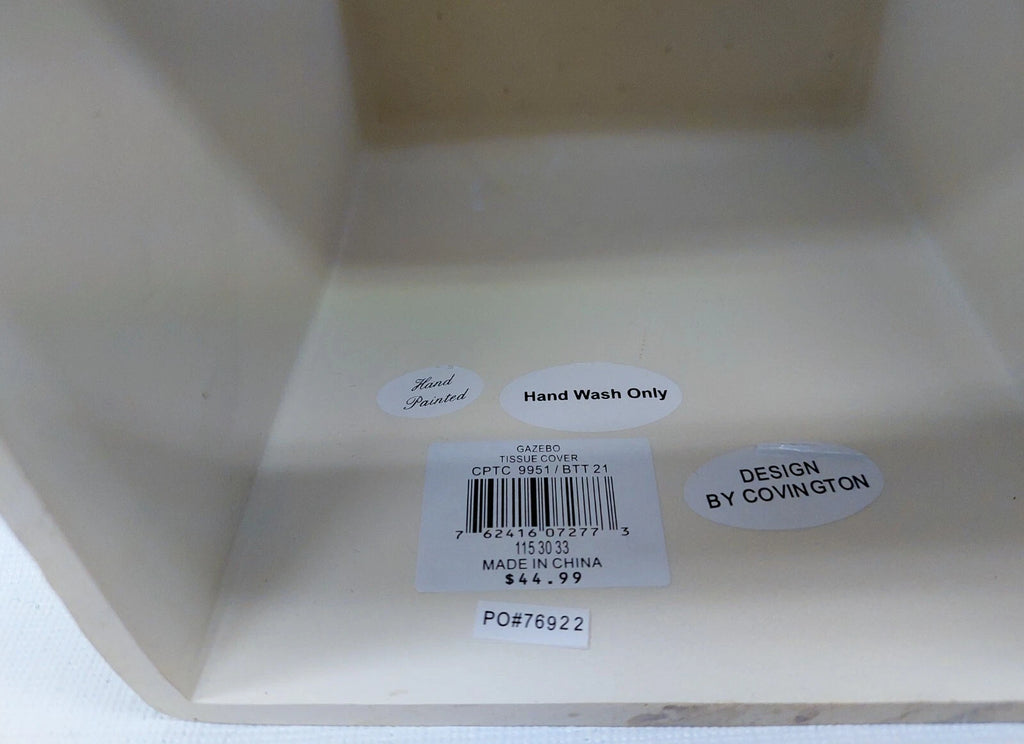 Hand
Painted
Hand Wash Only
GAZEBO
TISSUE COVER
CPTC 9951 / BTT 21
7 62416 07277 3
115 30 33
MADE IN CHINA
$44.99
DESIGN
BY COVINGTON
PO#76922